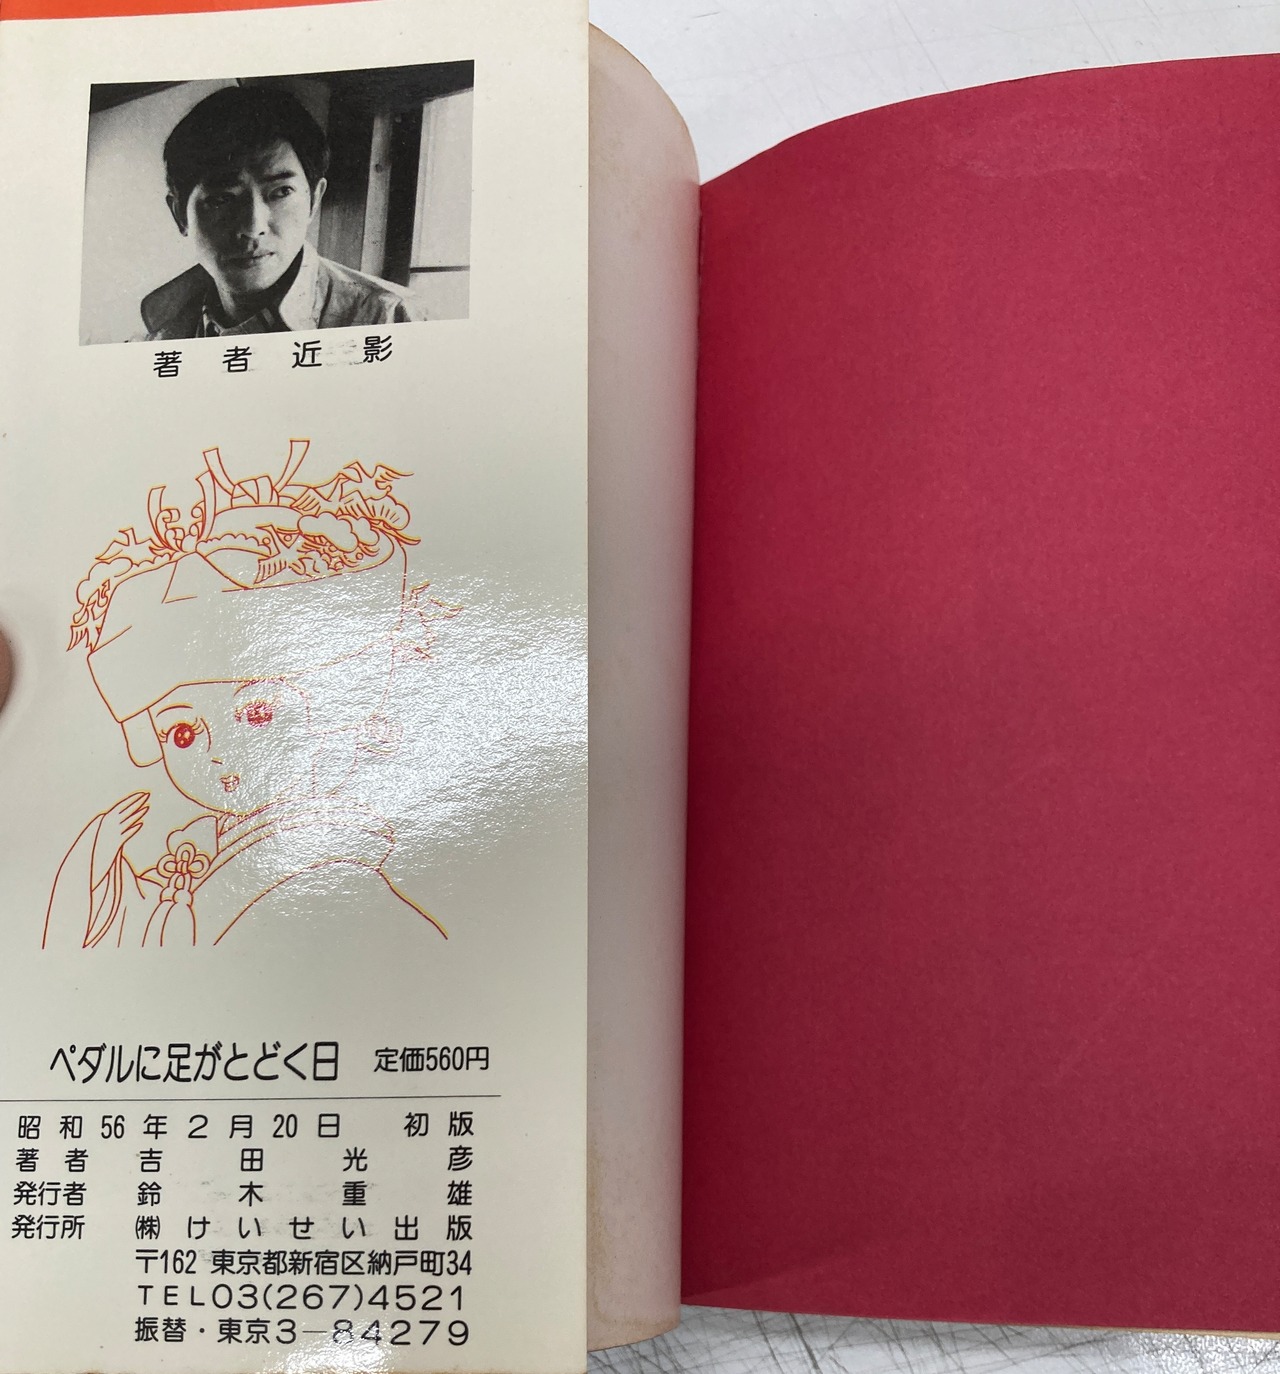 著者近影
ペダルに足がとどく日 定価560円
昭和56年2月20日 初版
著者 吉田光彦
発行者 鈴木重雄
発行所 ㈱けいせい出版
〒162 東京都新宿区納戸町34
TEL03(267)4521
振替・東京3―84279